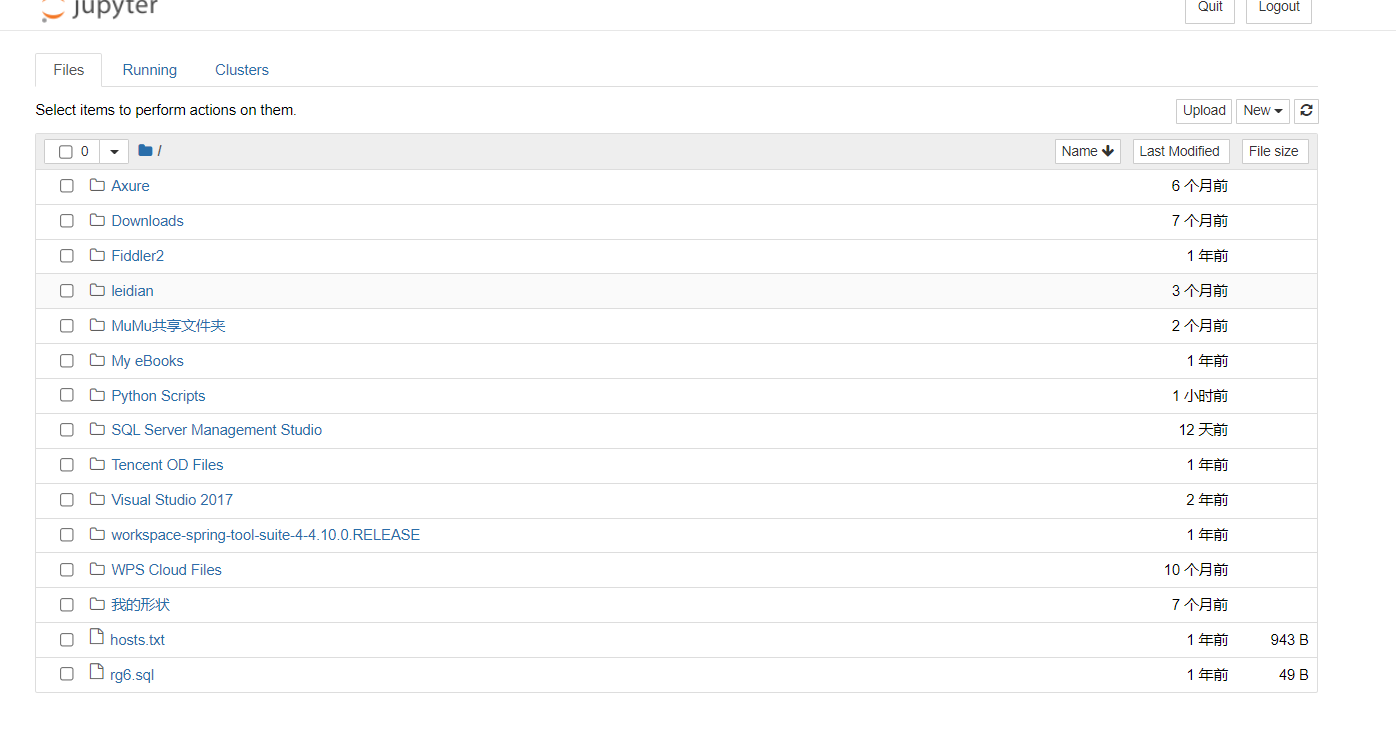 jupyter Quit Logout
Files Running Clusters
Select items to perform actions on them. Upload New
0 / Name Last Modified File size
Axure 6 个月前
Downloads 7 个月前
Fiddler2 1 年前
leidian 3 个月前
MuMu共享文件夹 2 个月前
My eBooks 1 年前
Python Scripts 1 小时前
SQL Server Management Studio 12 天前
Tencent OD Files 1 年前
Visual Studio 2017 2 年前
workspace-spring-tool-suite-4-4.10.0.RELEASE 1 年前
WPS Cloud Files 10 个月前
我的形状 7 个月前
hosts.txt 1 年前 943 B
rg6.sql 1 年前 49 B